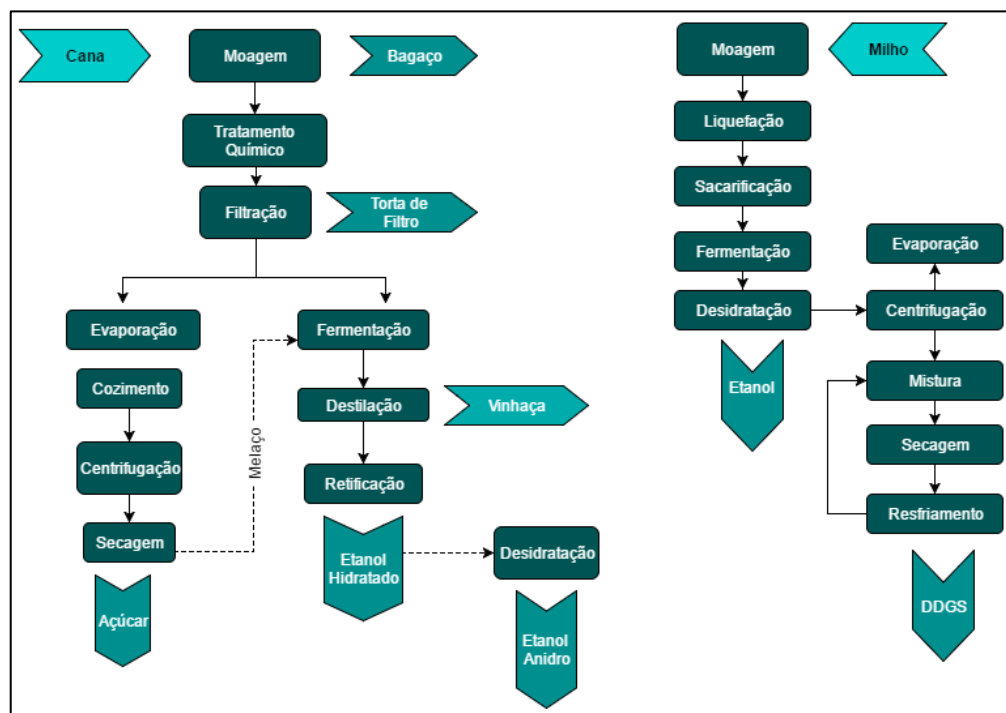 Cana
Moagem
Bagaço
Tratamento
Químico
Filtração
Torta de
Filtro
Evaporação
Fermentação
Cozimento
Destilação
Vinhaça
Melaço
Centrifugação
Retificação
Secagem
Etanol
Hidratado
Desidratação
Açúcar
Etanol
Anidro
Moagem
Milho
Liquefação
Sacarificação
Fermentação
Evaporação
Desidratação
Centrifugação
Etanol
Mistura
Secagem
Resfriamento
DDGS